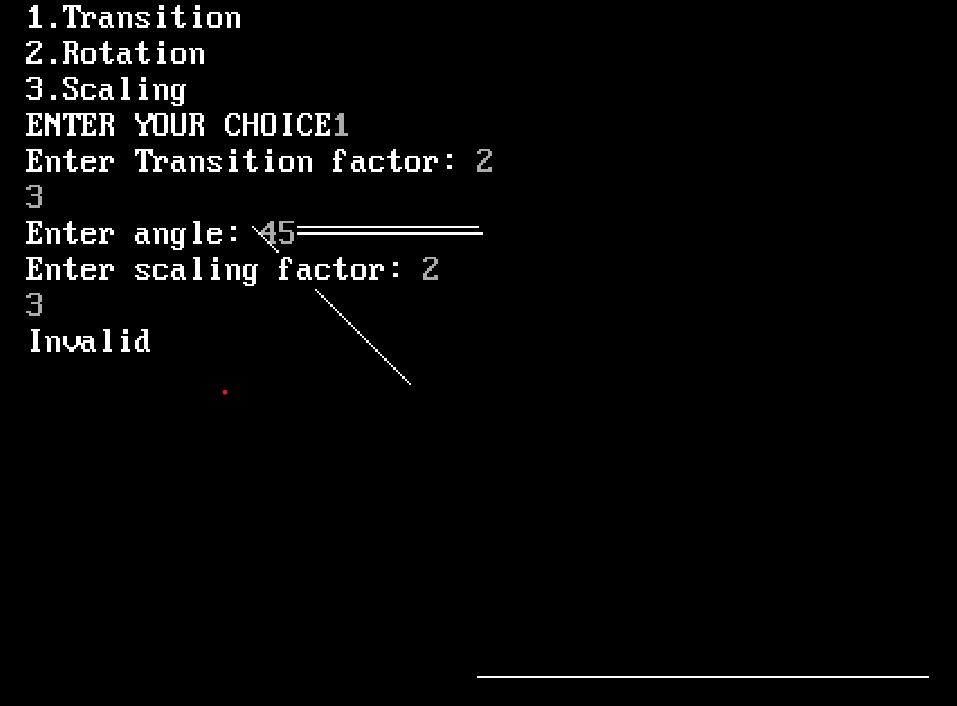 1.Transition
2.Rotation
3.Scaling
ENTER YOUR CHOICE1
Enter Transition factor: 2
3
Enter angle: 45
Enter scaling factor: 2
3
Invalid